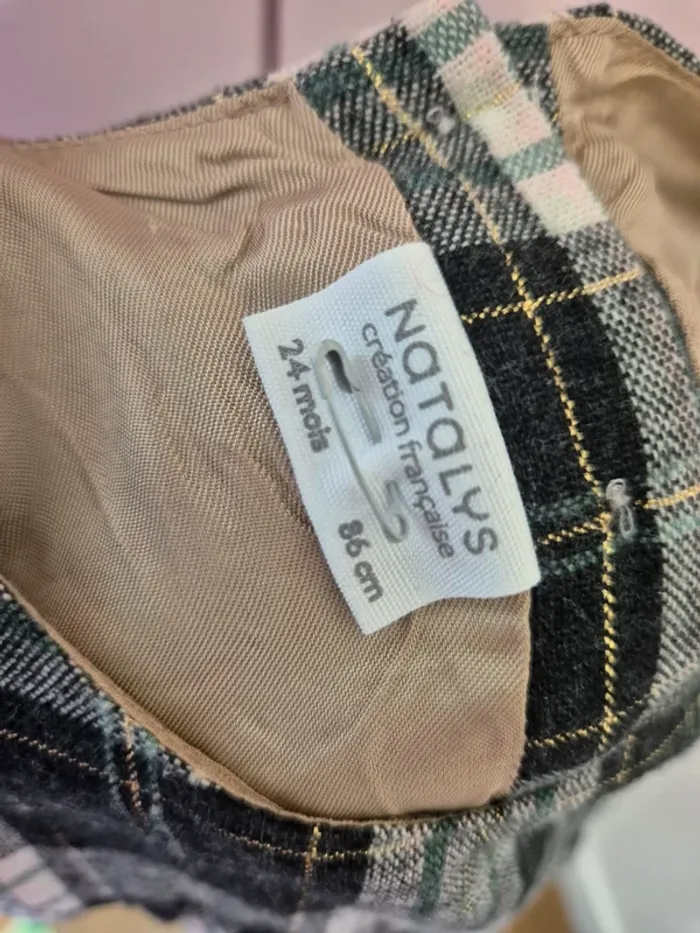 NaTaLYS
création française
24 mois 86 cm